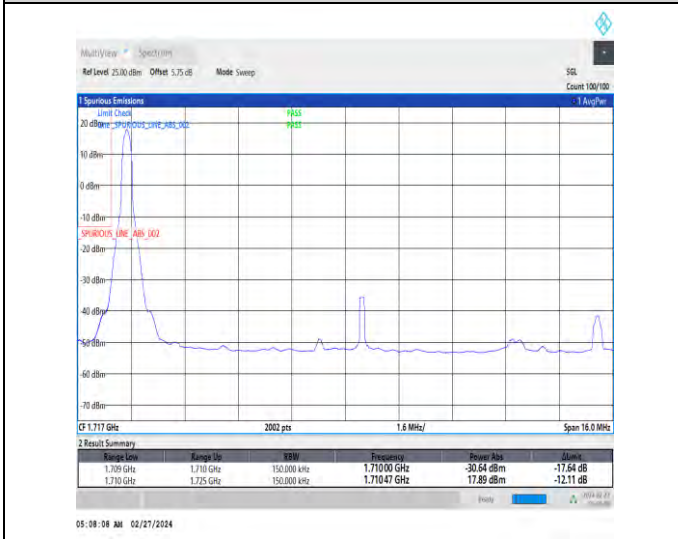 MultiView Spectrum
Ref Level 25.00 dBm Offset 5.75 dB Mode Sweep SGL
Count 100/100
1 Spurious Emissions 1 AvgPwr
Limit Check PASS
20 dBm Line _SPURIOUS_LINE_ABS_002 PASS
10 dBm
0 dBm
-10 dBm
_SPURIOUS_LINE_ABS_002
-20 dBm
-30 dBm
-40 dBm
-50 dBm
-60 dBm
-70 dBm
CF 1.717 GHz 2002 pts 1.6 MHz/ Span 16.0 MHz
2 Result Summary
Range Low Range Up RBW Frequency Power Abs ΔLimit
1.709 GHz 1.710 GHz 150.000 kHz 1.71000 GHz -30.64 dBm -17.64 dB
1.710 GHz 1.725 GHz 150.000 kHz 1.71047 GHz 17.89 dBm -12.11 dB
Ready
05:08:08 AM 02/27/2024